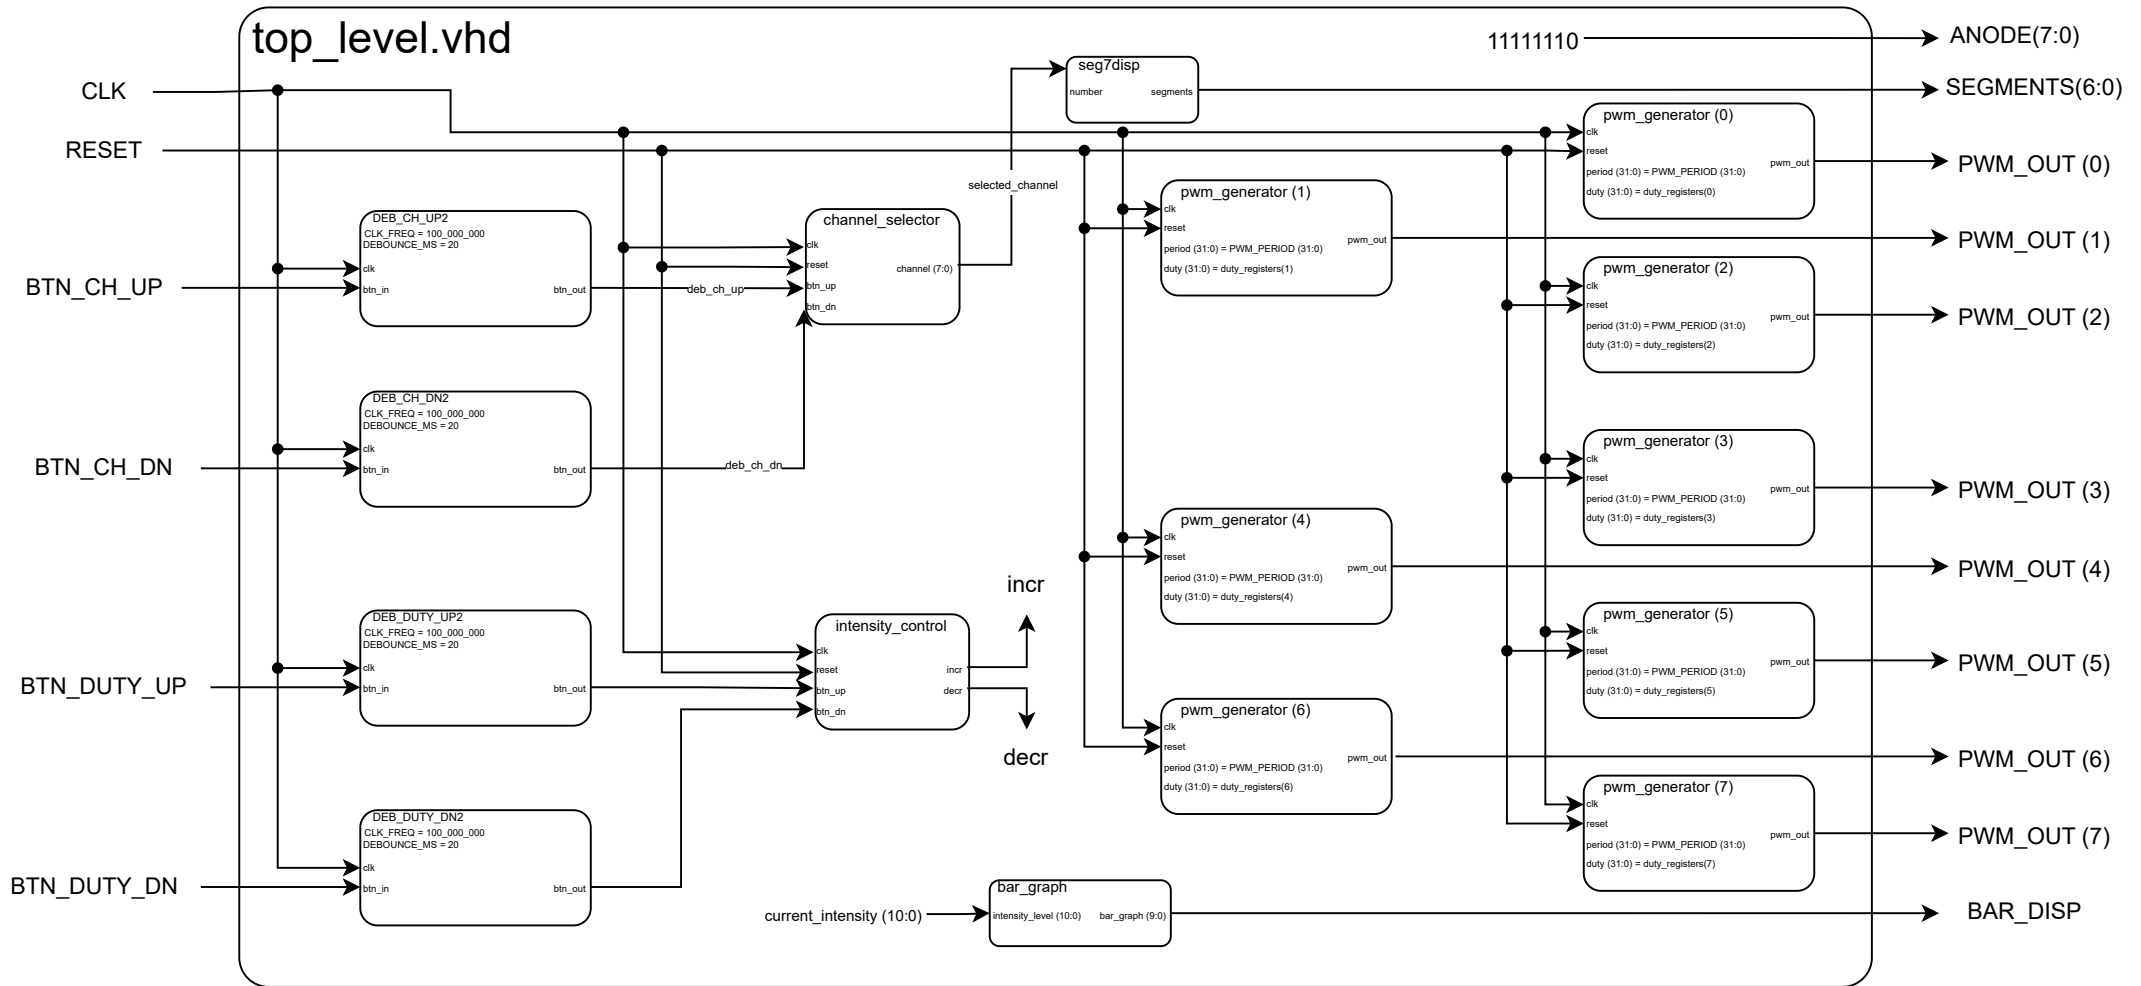 top_level.vhd
CLK
RESET
BTN_CH_UP
BTN_CH_DN
BTN_DUTY_UP
BTN_DUTY_DN
DEB_CH_UP2
CLK_FREQ = 100_000_000
DEBOUNCE_MS = 20
clk
btn_in
btn_out
deb_ch_up
DEB_CH_DN2
CLK_FREQ = 100_000_000
DEBOUNCE_MS = 20
clk
btn_in
btn_out
deb_ch_dn
DEB_DUTY_UP2
CLK_FREQ = 100_000_000
DEBOUNCE_MS = 20
clk
btn_in
btn_out
DEB_DUTY_DN2
CLK_FREQ = 100_000_000
DEBOUNCE_MS = 20
clk
btn_in
btn_out
channel_selector
clk
reset
btn_up
btn_dn
channel (7:0)
selected_channel
seg7disp
number
segments
intensity_control
clk
reset
btn_up
btn_dn
incr
decr
incr
decr
current_intensity (10:0)
bar_graph
intensity_level (10:0)
bar_graph (9:0)
pwm_generator (1)
clk
reset
period (31:0) = PWM_PERIOD (31:0)
duty (31:0) = duty_registers(1)
pwm_out
pwm_generator (4)
clk
reset
period (31:0) = PWM_PERIOD (31:0)
duty (31:0) = duty_registers(4)
pwm_out
pwm_generator (6)
clk
reset
period (31:0) = PWM_PERIOD (31:0)
duty (31:0) = duty_registers(6)
pwm_out
pwm_generator (0)
clk
reset
period (31:0) = PWM_PERIOD (31:0)
duty (31:0) = duty_registers(0)
pwm_out
pwm_generator (2)
clk
reset
period (31:0) = PWM_PERIOD (31:0)
duty (31:0) = duty_registers(2)
pwm_out
pwm_generator (3)
clk
reset
period (31:0) = PWM_PERIOD (31:0)
duty (31:0) = duty_registers(3)
pwm_out
pwm_generator (5)
clk
reset
period (31:0) = PWM_PERIOD (31:0)
duty (31:0) = duty_registers(5)
pwm_out
pwm_generator (7)
clk
reset
period (31:0) = PWM_PERIOD (31:0)
duty (31:0) = duty_registers(7)
pwm_out
11111110
ANODE(7:0)
SEGMENTS(6:0)
PWM_OUT (0)
PWM_OUT (1)
PWM_OUT (2)
PWM_OUT (3)
PWM_OUT (4)
PWM_OUT (5)
PWM_OUT (6)
PWM_OUT (7)
BAR_DISP